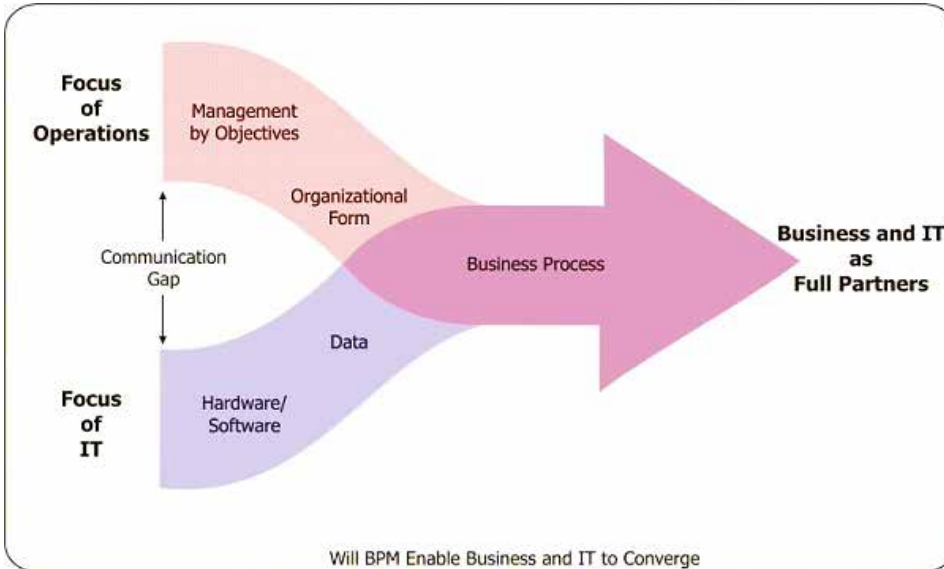 Focus
of
Operations
Management
by Objectives
Organizational
Form
Communication
Gap
Business Process
Business and IT
as
Full Partners
Data
Hardware/
Software
Focus
of
IT
Will BPM Enable Business and IT to Converge